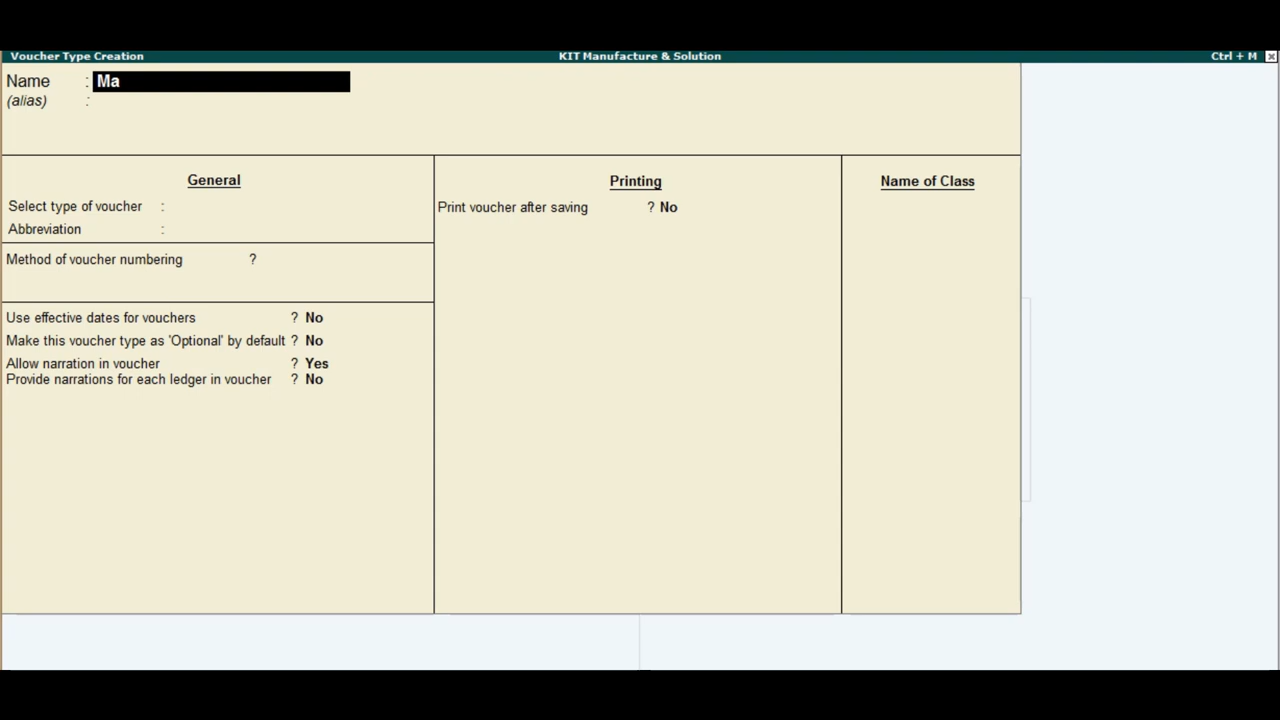 Voucher Type Creation KIT Manufacture & Solution Ctrl + M
Name : Ma
(alias) :
General
Select type of voucher :
Abbreviation :
Method of voucher numbering ?
Use effective dates for vouchers ? No
Make this voucher type as 'Optional' by default ? No
Allow narration in voucher ? Yes
Provide narrations for each ledger in voucher ? No
Printing
Print voucher after saving ? No
Name of Class